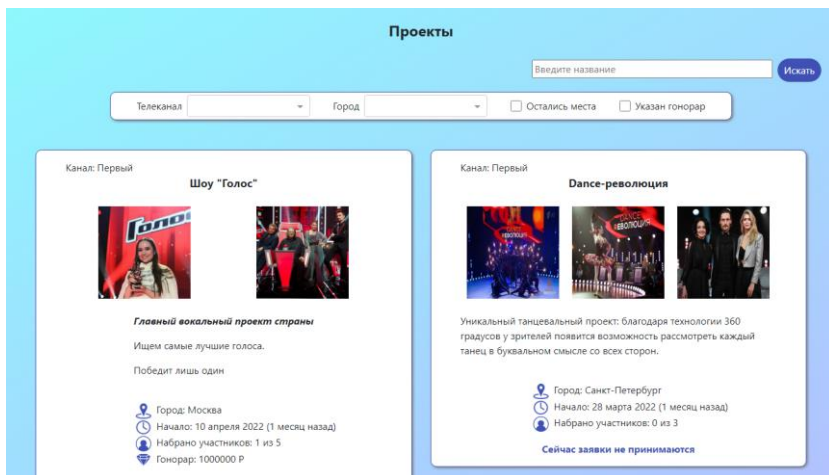 Проекты
Введите название
Искать
Телеканал
Город
Остались места
Указан гонорар
Канал: Первый
Шоу "Голос"
Голос
Главный вокальный проект страны
Ищем самые лучшие голоса.
Победит лишь один
Город: Москва
Начало: 10 апреля 2022 (1 месяц назад)
Набрано участников: 1 из 5
Гонорар: 1000000 Р
Канал: Первый
Dance-революция
DANCE
РЕВОЛЮЦИЯ
Уникальный танцевальный проект: благодаря технологии 360
градусов у зрителей появится возможность рассмотреть каждый
танец в буквальном смысле со всех сторон.
Город: Санкт-Петербург
Начало: 28 марта 2022 (1 месяц назад)
Набрано участников: 0 из 3
Сейчас заявки не принимаются